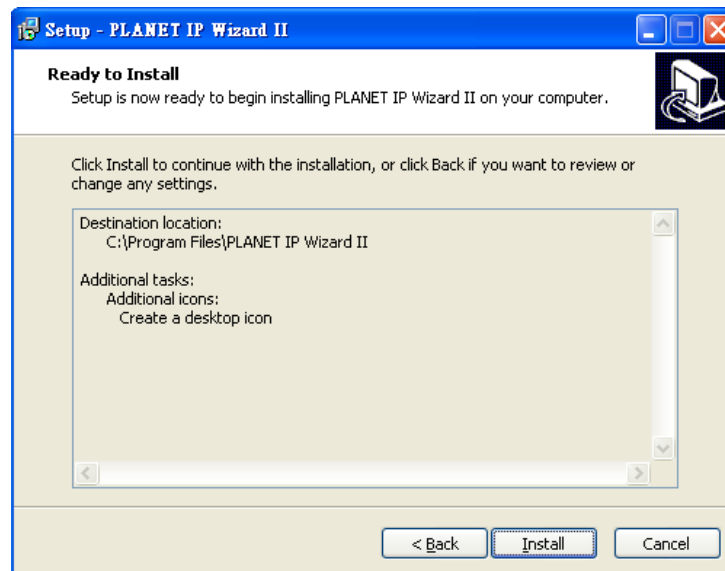 Setup - PLANET IP Wizard II
Ready to Install
Setup is now ready to begin installing PLANET IP Wizard II on your computer.
Click Install to continue with the installation, or click Back if you want to review or
change any settings.
Destination location:
C:\Program Files\PLANET IP Wizard II
Additional tasks:
Additional icons:
Create a desktop icon
< Back
Install
Cancel